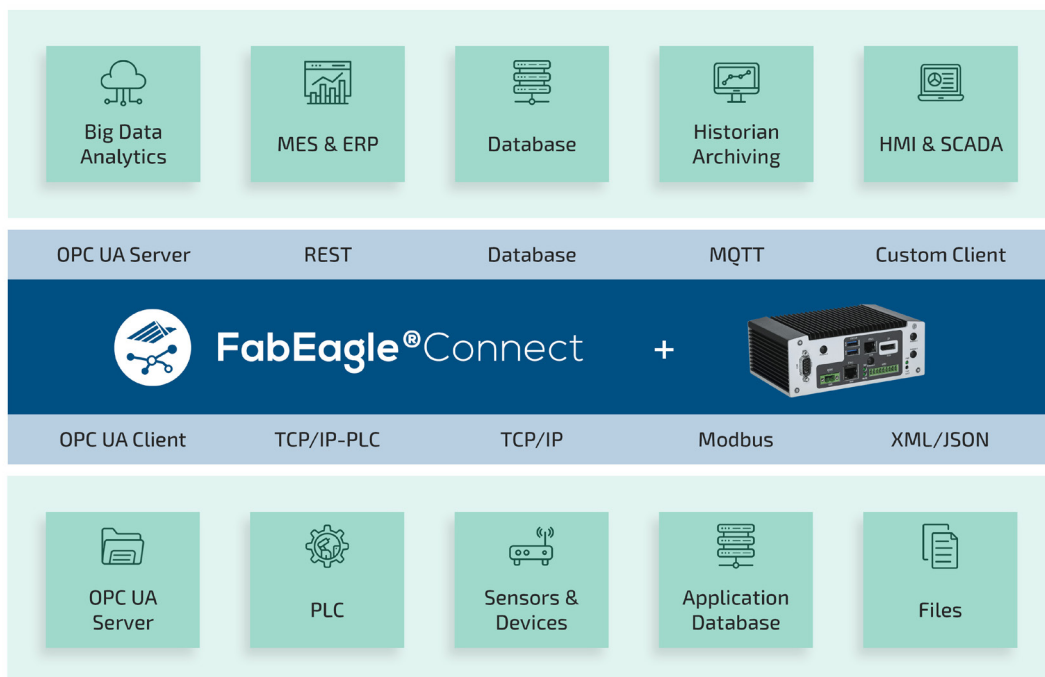 Big Data
Analytics
MES & ERP
Database
Historian
Archiving
HMI & SCADA
OPC UA Server
REST
Database
MQTT
Custom Client
FabEagle®Connect
+
OPC UA Client
TCP/IP-PLC
TCP/IP
Modbus
XML/JSON
OPC UA
Server
PLC
Sensors &
Devices
Application
Database
Files